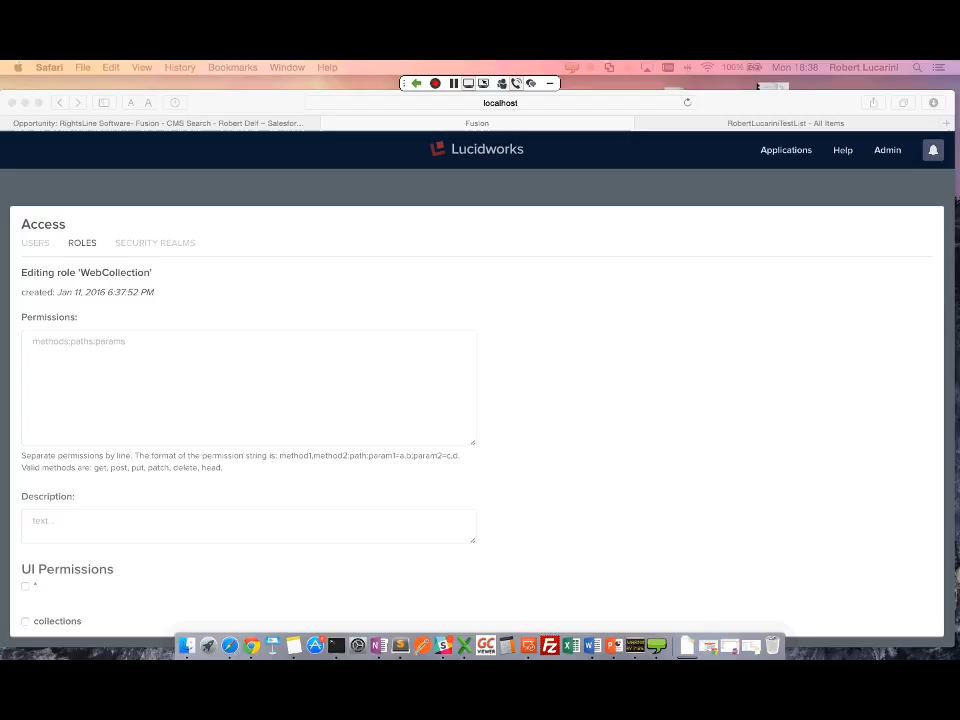 Safari File Edit View History Bookmarks Window Help 100% Mon 18:38 Robert Lucarini
localhost
Opportunity: RightsLine Software- Fusion - CMS Search - Robert Delf ~ Salesfor... Fusion RobertLucariniTestList - All Items
Lucidworks Applications Help Admin
Access
USERS ROLES SECURITY REALMS
Editing role 'WebCollection'
created: Jan 11, 2016 6:37:52 PM
Permissions:
methods:paths:params
Separate permissions by line. The format of the permission string is: method1,method2:path:param1=a,b;param2=c,d.
Valid methods are: get, post, put, patch, delete, head.
Description:
text...
UI Permissions
*
collections